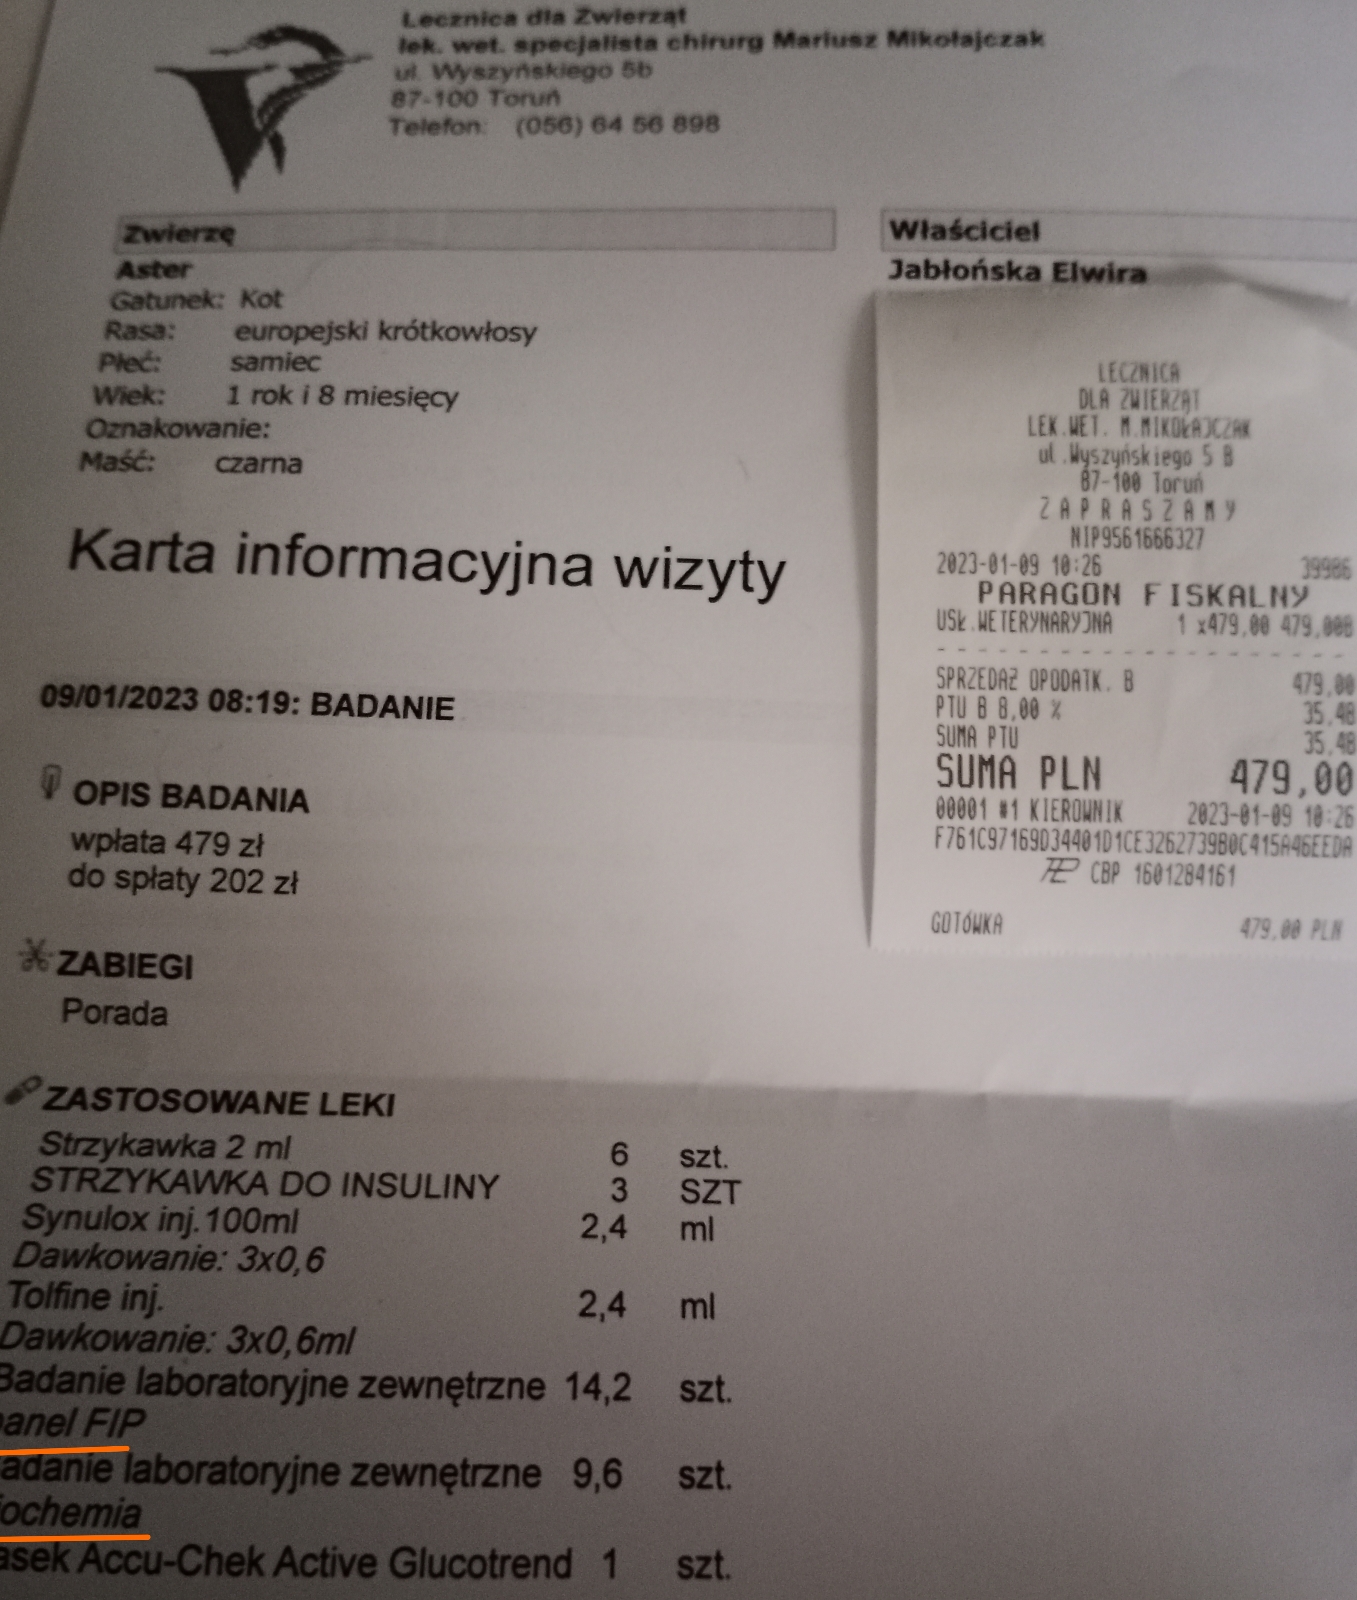 Lecznica dla Zwierząt
lek. wet. specjalista chirurg Mariusz Mikołajczak
ul. Wyszyńskiego 5b
87-100 Toruń
Telefon: (056) 64 56 898
Zwierzę
Aster
Gatunek: Kot
Rasa: europejski krótkowłosy
Płeć: samiec
Wiek: 1 rok i 8 miesięcy
Oznakowanie:
Maść: czarna
Właściciel
Jabłońska Elwira
LECZNICA
DLA ZWIERZĄT
LEK.WET. M.MIKOŁAJCZAK
ul.Wyszyńskiego 5 B
87-100 Toruń
Z A P R A S Z A M Y
NIP9561666327
2023-01-09 10:26 39986
PARAGON FISKALNY
USŁ.WETERYNARYJNA 1 x479,00 479,00B
SPRZEDAŻ OPODATK. B 479,00
PTU B 8,00 % 35,48
SUMA PTU 35,48
SUMA PLN 479,00
00001 #1 KIEROWNIK 2023-01-09 10:26
F761C97169D34401D1CE3262739B0C415A46EEDA
CBP 1601284161
GOTÓWKA 479,00 PLN
Karta informacyjna wizyty
09/01/2023 08:19: BADANIE
OPIS BADANIA
wpłata 479 zł
do spłaty 202 zł
ZABIEGI
Porada
ZASTOSOWANE LEKI
Strzykawka 2 ml 6 szt.
STRZYKAWKA DO INSULINY 3 SZT
Synulox inj.100ml 2,4 ml
Dawkowanie: 3x0,6
Tolfine inj. 2,4 ml
Dawkowanie: 3x0,6ml
Badanie laboratoryjne zewnętrzne 14,2 szt.
panel FIP
adanie laboratoryjne zewnętrzne 9,6 szt.
iochemia
asek Accu-Chek Active Glucotrend 1 szt.